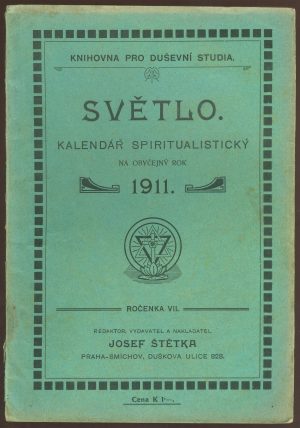 KNIHOVNA PRO DUŠEVNÍ STUDIA.
SVĚTLO.
KALENDÁŘ SPIRITUALISTICKÝ
NA OBYČEJNÝ ROK
1911.
ROČENKA VII.
REDAKTOR, VYDAVATEL A NAKLADATEL
JOSEF ŠTĚTKA
PRAHA-SMÍCHOV, DUŠKOVA ULICE 928.
Cena K 1·—.